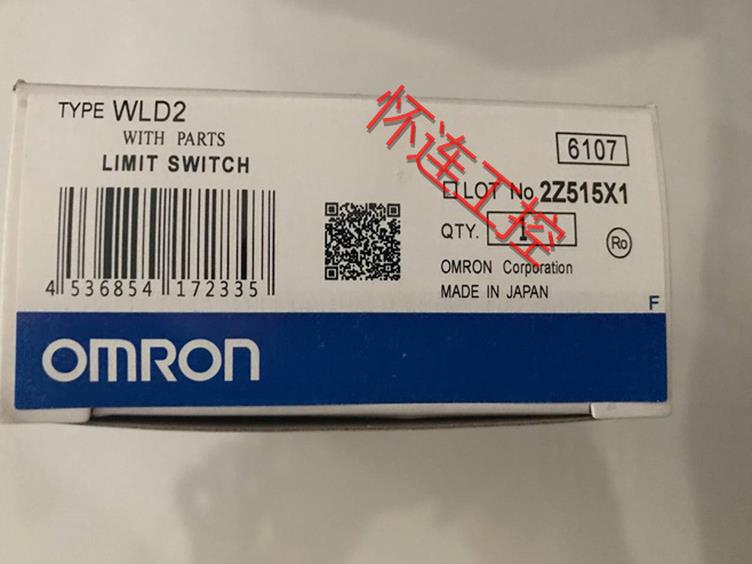 TYPE WLD2
WITH PARTS
LIMIT SWITCH
4 536854 172335
6107
LOT No 2Z515X1
QTY. 1
Ro
OMRON Corporation
MADE IN JAPAN
F
OMRON
怀连工控